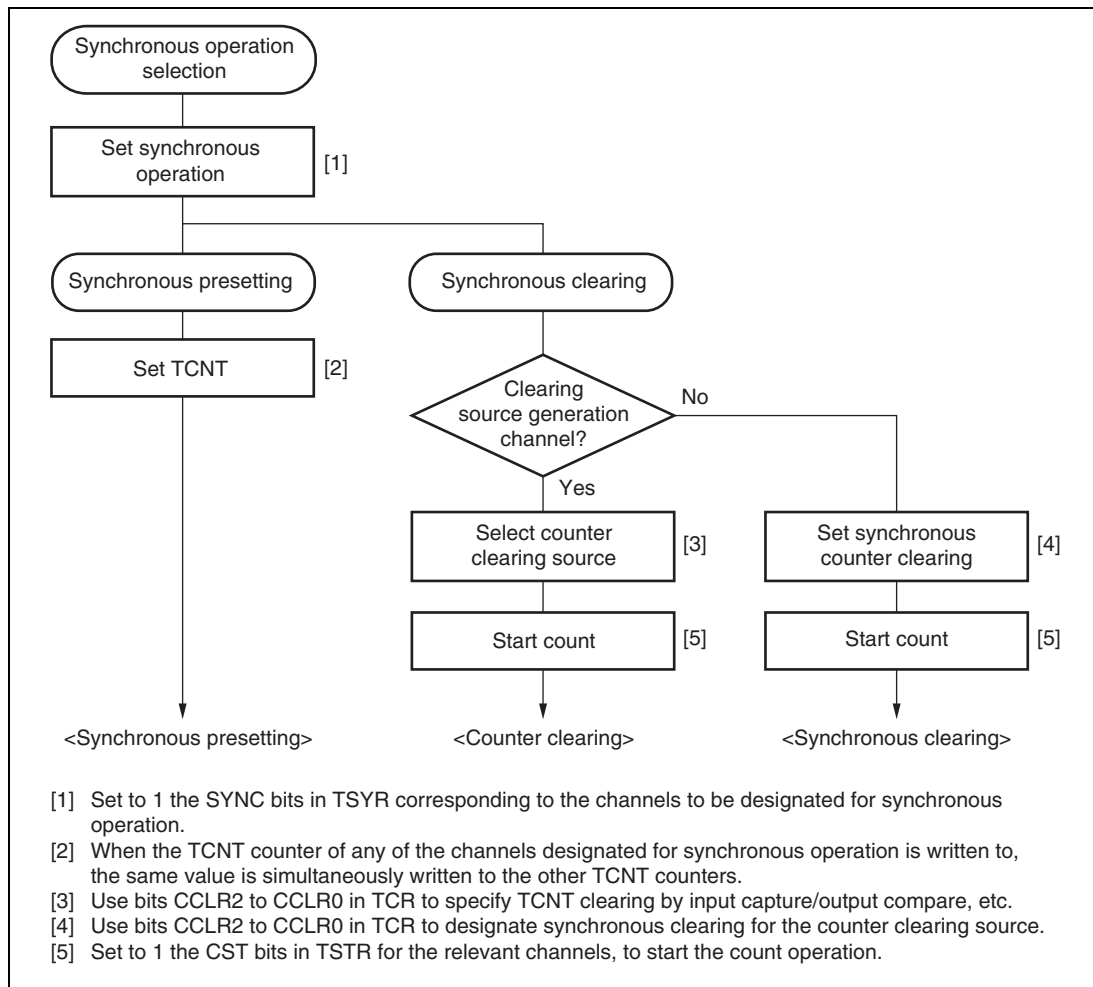 Synchronous operation
selection
Set synchronous
operation
[1]
Synchronous presetting
Synchronous clearing
Set TCNT
[2]
Clearing
source generation
channel?
No
Yes
Select counter
clearing source
[3]
Set synchronous
counter clearing
[4]
Start count
[5]
Start count
[5]
<Synchronous presetting>
<Counter clearing>
<Synchronous clearing>
[1] Set to 1 the SYNC bits in TSYR corresponding to the channels to be designated for synchronous
operation.
[2] When the TCNT counter of any of the channels designated for synchronous operation is written to,
the same value is simultaneously written to the other TCNT counters.
[3] Use bits CCLR2 to CCLR0 in TCR to specify TCNT clearing by input capture/output compare, etc.
[4] Use bits CCLR2 to CCLR0 in TCR to designate synchronous clearing for the counter clearing source.
[5] Set to 1 the CST bits in TSTR for the relevant channels, to start the count operation.